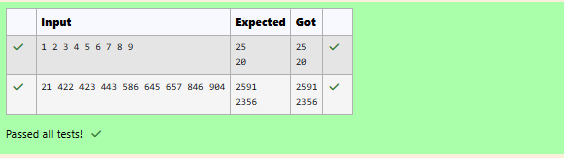 Input Expected Got
1 2 3 4 5 6 7 8 9 25 25
20 20
21 422 423 443 586 645 657 846 904 2591 2591
2356 2356
Passed all tests!